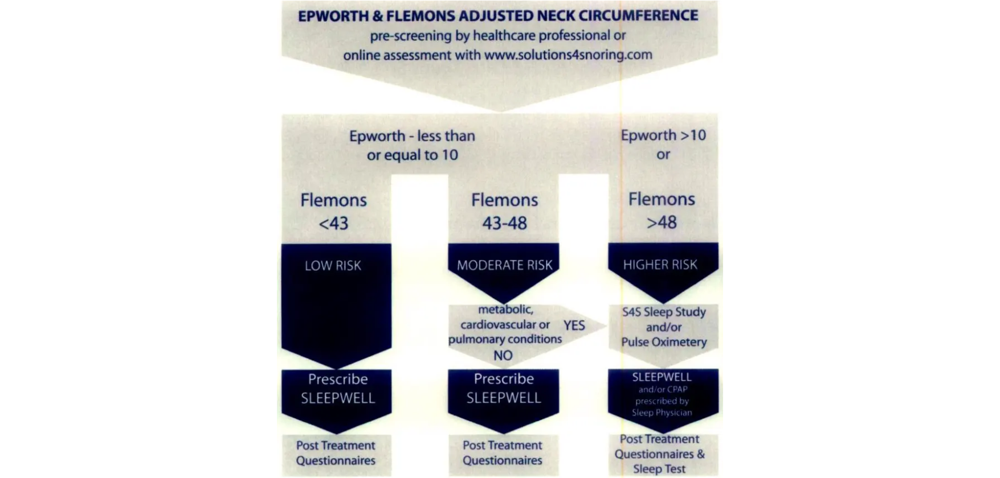 EPWORTH & FLEMONS ADJUSTED NECK CIRCUMFERENCE
pre-screening by healthcare professional or
online assessment with www.solutions4snoring.com
Epworth - less than
or equal to 10
Epworth >10
or
Flemons
<43
Flemons
43-48
Flemons
>48
LOW RISK
MODERATE RISK
HIGHER RISK
metabolic,
cardiovascular or
pulmonary conditions
YES
NO
S4S Sleep Study
and/or
Pulse Oximetery
Prescribe
SLEEPWELL
Prescribe
SLEEPWELL
SLEEPWELL
and/or CPAP
prescribed by
Sleep Physician
Post Treatment
Questionnaires
Post Treatment
Questionnaires
Post Treatment
Questionnaires &
Sleep Test